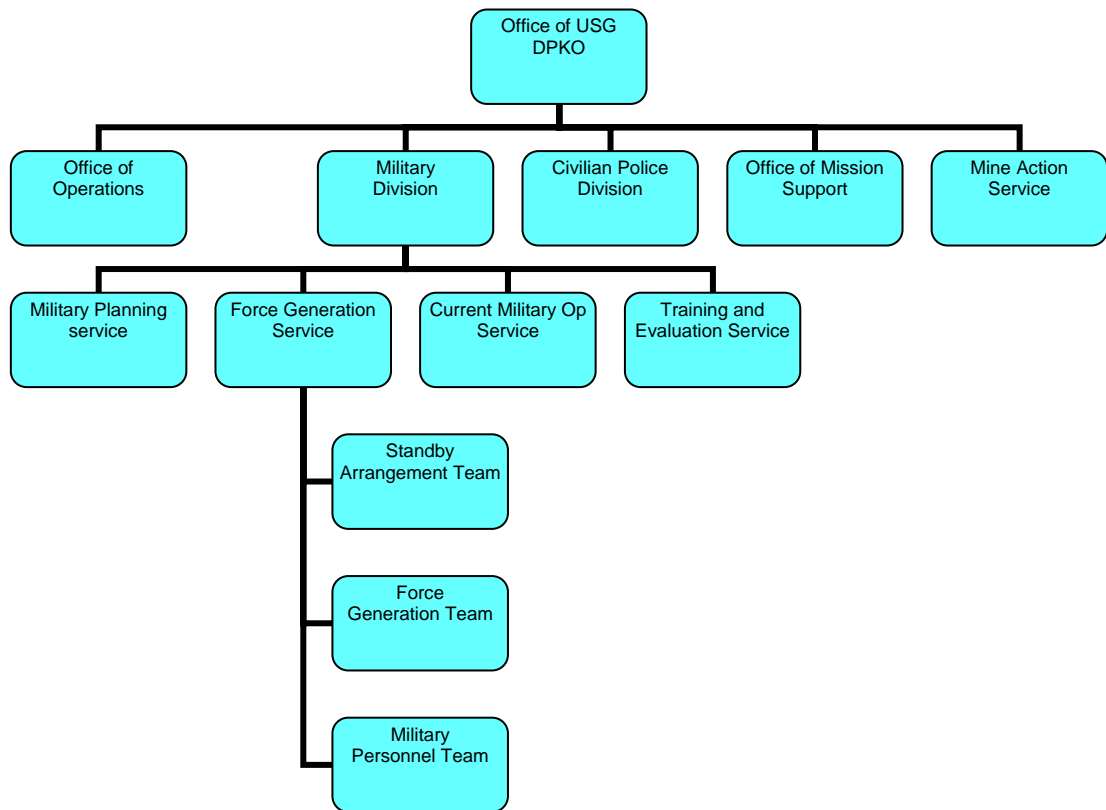 Office of USG
DPKO
Office of
Operations
Military
Division
Civilian Police
Division
Office of Mission
Support
Mine Action
Service
Military Planning
service
Force Generation
Service
Current Military Op
Service
Training and
Evaluation Service
Standby
Arrangement Team
Force
Generation Team
Military
Personnel Team